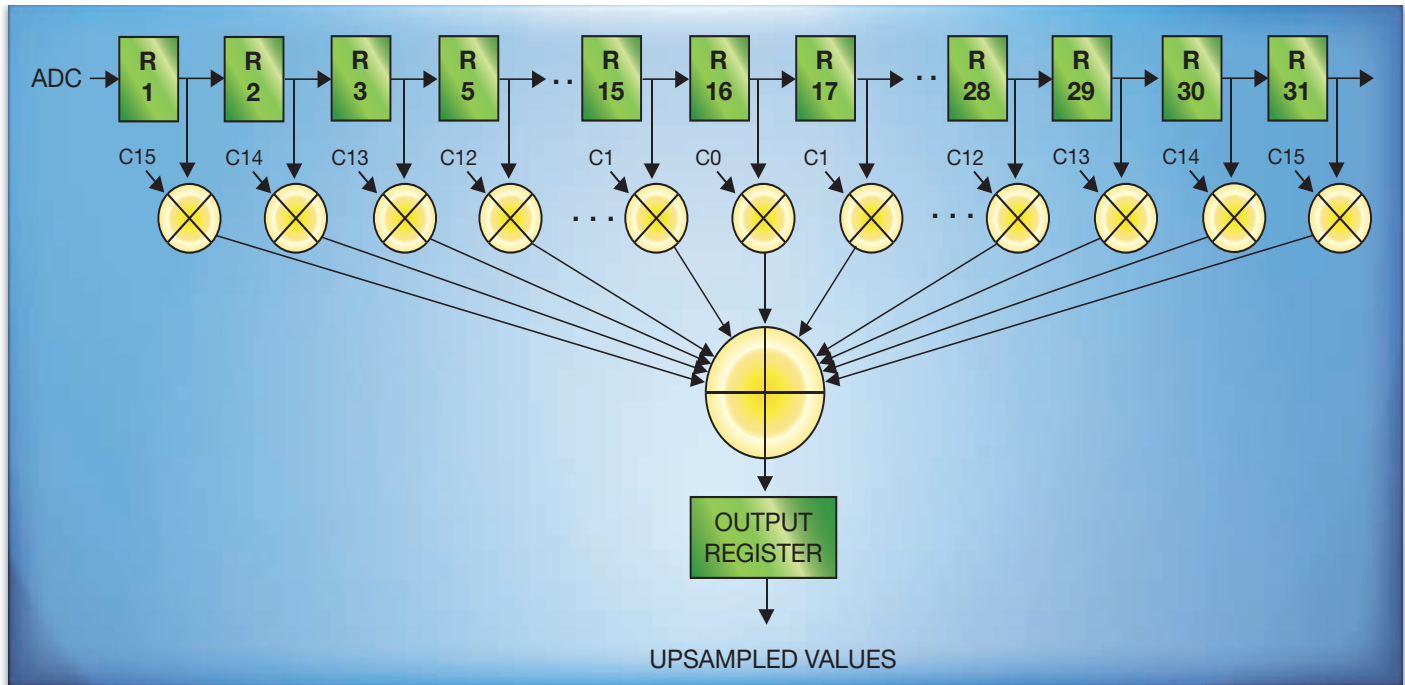 ADC
R 1
R 2
R 3
R 5
R 15
R 16
R 17
R 28
R 29
R 30
R 31
C15
C14
C13
C12
C1
C0
C1
C12
C13
C14
C15
OUTPUT
REGISTER
UPSAMPLED VALUES